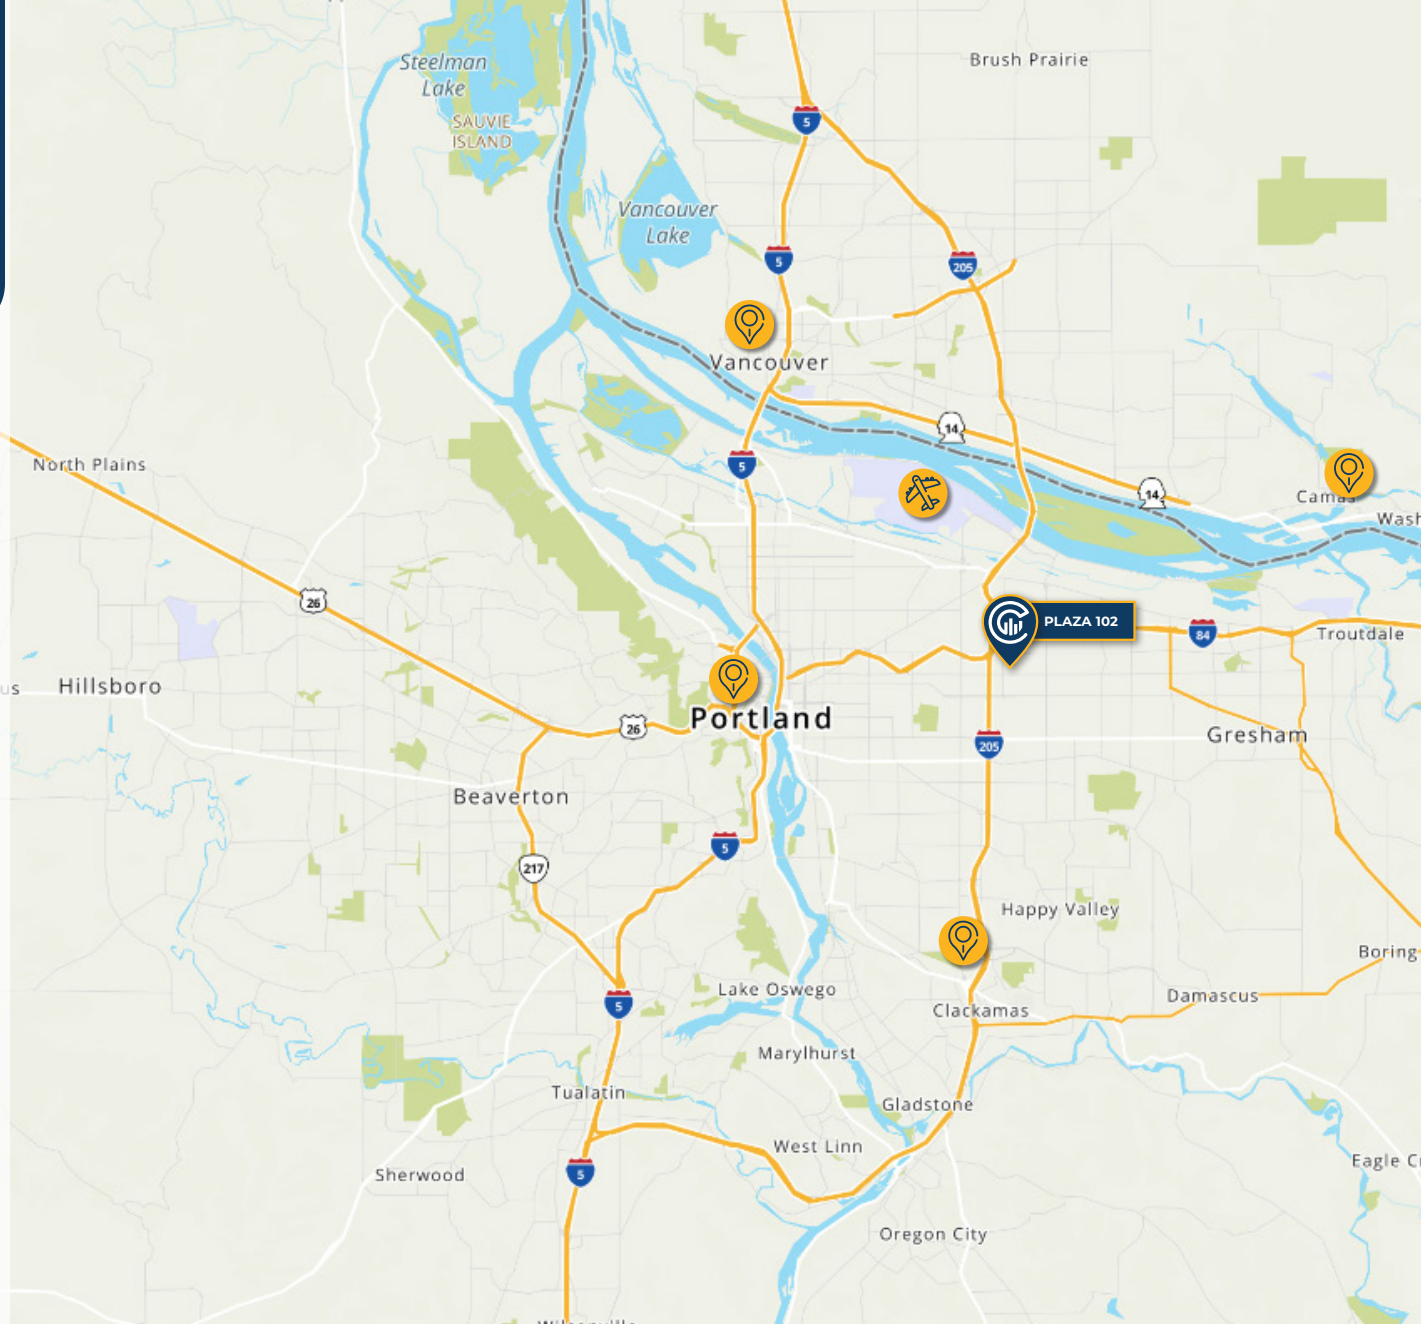 Brush Prairie
Steelman
Lake
SAUVIE
ISLAND
5
Vancouver
Lake
5
205
Vancouver
14
5
North Plains
14
Camas
Wash
26
PLAZA 102
84
Troutdale
us
Hillsboro
26
Portland
Gresham
205
Beaverton
5
217
Happy Valley
Boring
Lake Oswego
Damascus
5
Clackamas
Marylhurst
Tualatin
Gladstone
West Linn
5
Sherwood
Eagle C
Oregon City